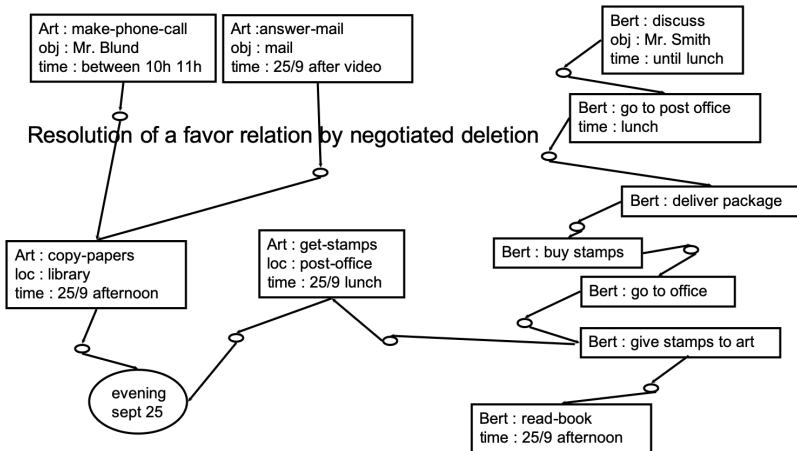 Art : make-phone-call
obj : Mr. Blund
time : between 10h 11h
Art :answer-mail
obj : mail
time : 25/9 after video
Bert : discuss
obj : Mr. Smith
time : until lunch
Bert : go to post office
time : lunch
Resolution of a favor relation by negotiated deletion
Bert : deliver package
Art : copy-papers
loc : library
time : 25/9 afternoon
Art : get-stamps
loc : post-office
time : 25/9 lunch
Bert : buy stamps
Bert : go to office
Bert : give stamps to art
evening
sept 25
Bert : read-book
time : 25/9 afternoon